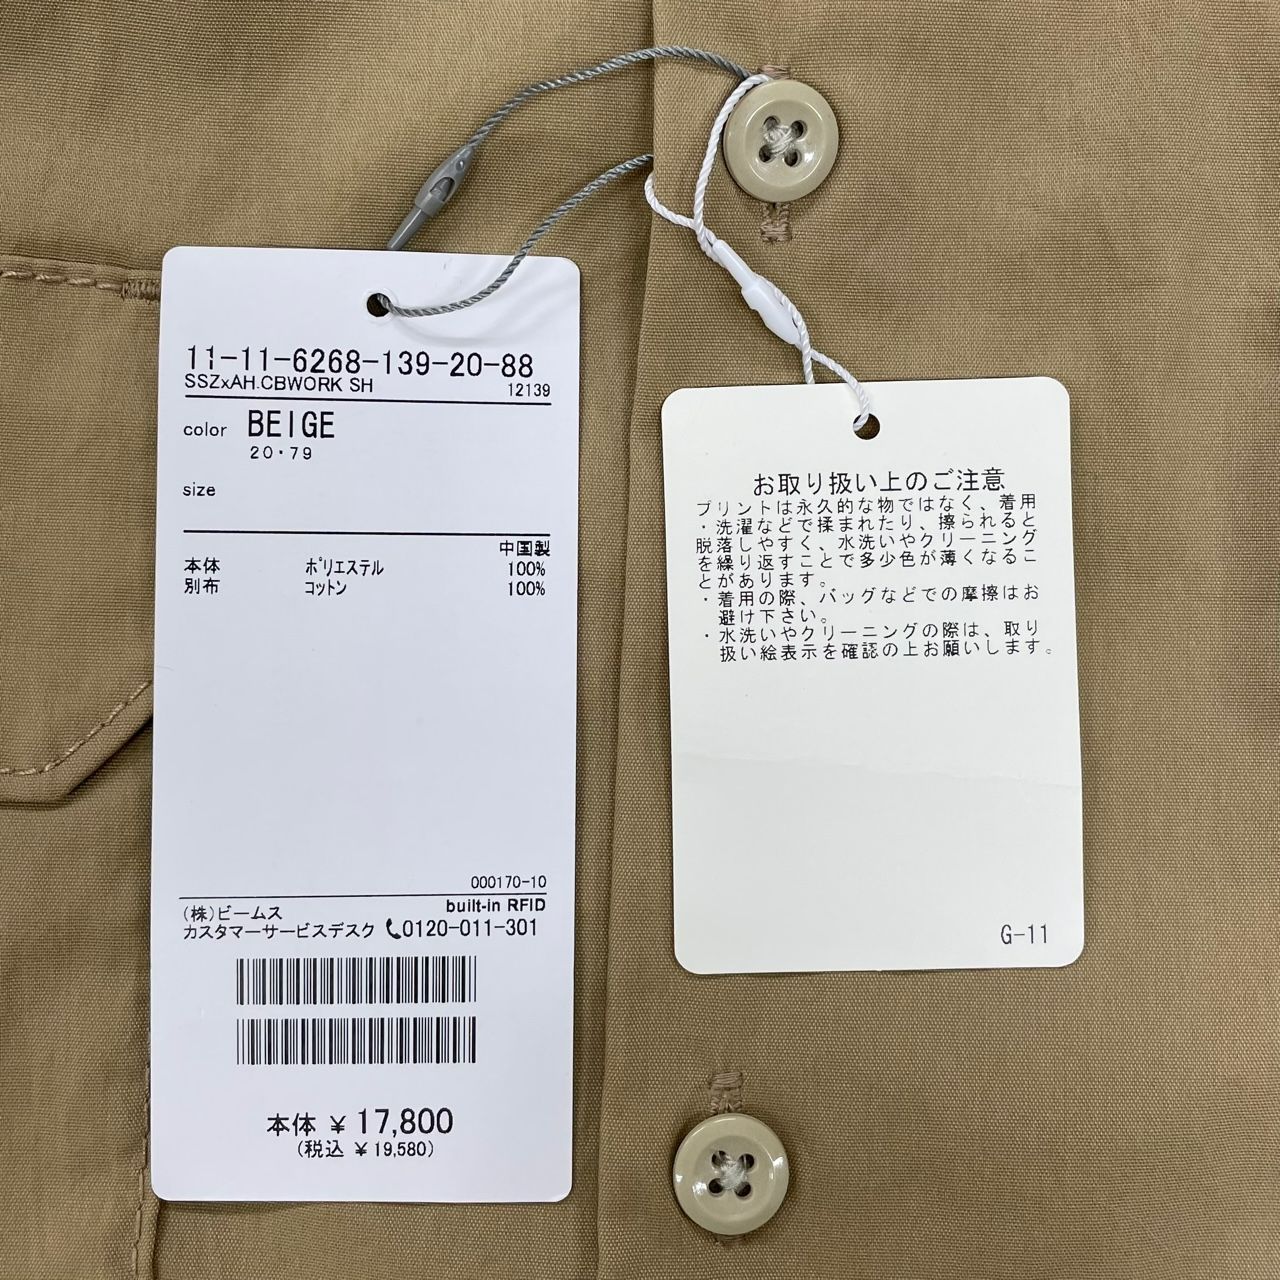 11-11-6268-139-20-88
SSZxAH.CBWORK SH 12139
color BEIGE
20・79
size
中国製
本体 ﾎﾟﾘｴｽﾃﾙ 100%
別布 ｺｯﾄﾝ 100%
000170-10
built-in RFID
(株)ビームス
カスタマーサービスデスク 0120-011-301
本体 ¥17,800
(税込 ¥19,580)
お取り扱い上のご注意
プリントは永久的な物ではなく、着用
・洗濯などで揉まれたり、擦られると
脱落しやすく、水洗いやクリーニング
を繰り返すことで多少色が薄くなるこ
とがあります。
・着用の際、バッグなどでの摩擦はお
避け下さい。
・水洗いやクリーニングの際は、取り
扱い絵表示を確認の上お願いします。
G-11